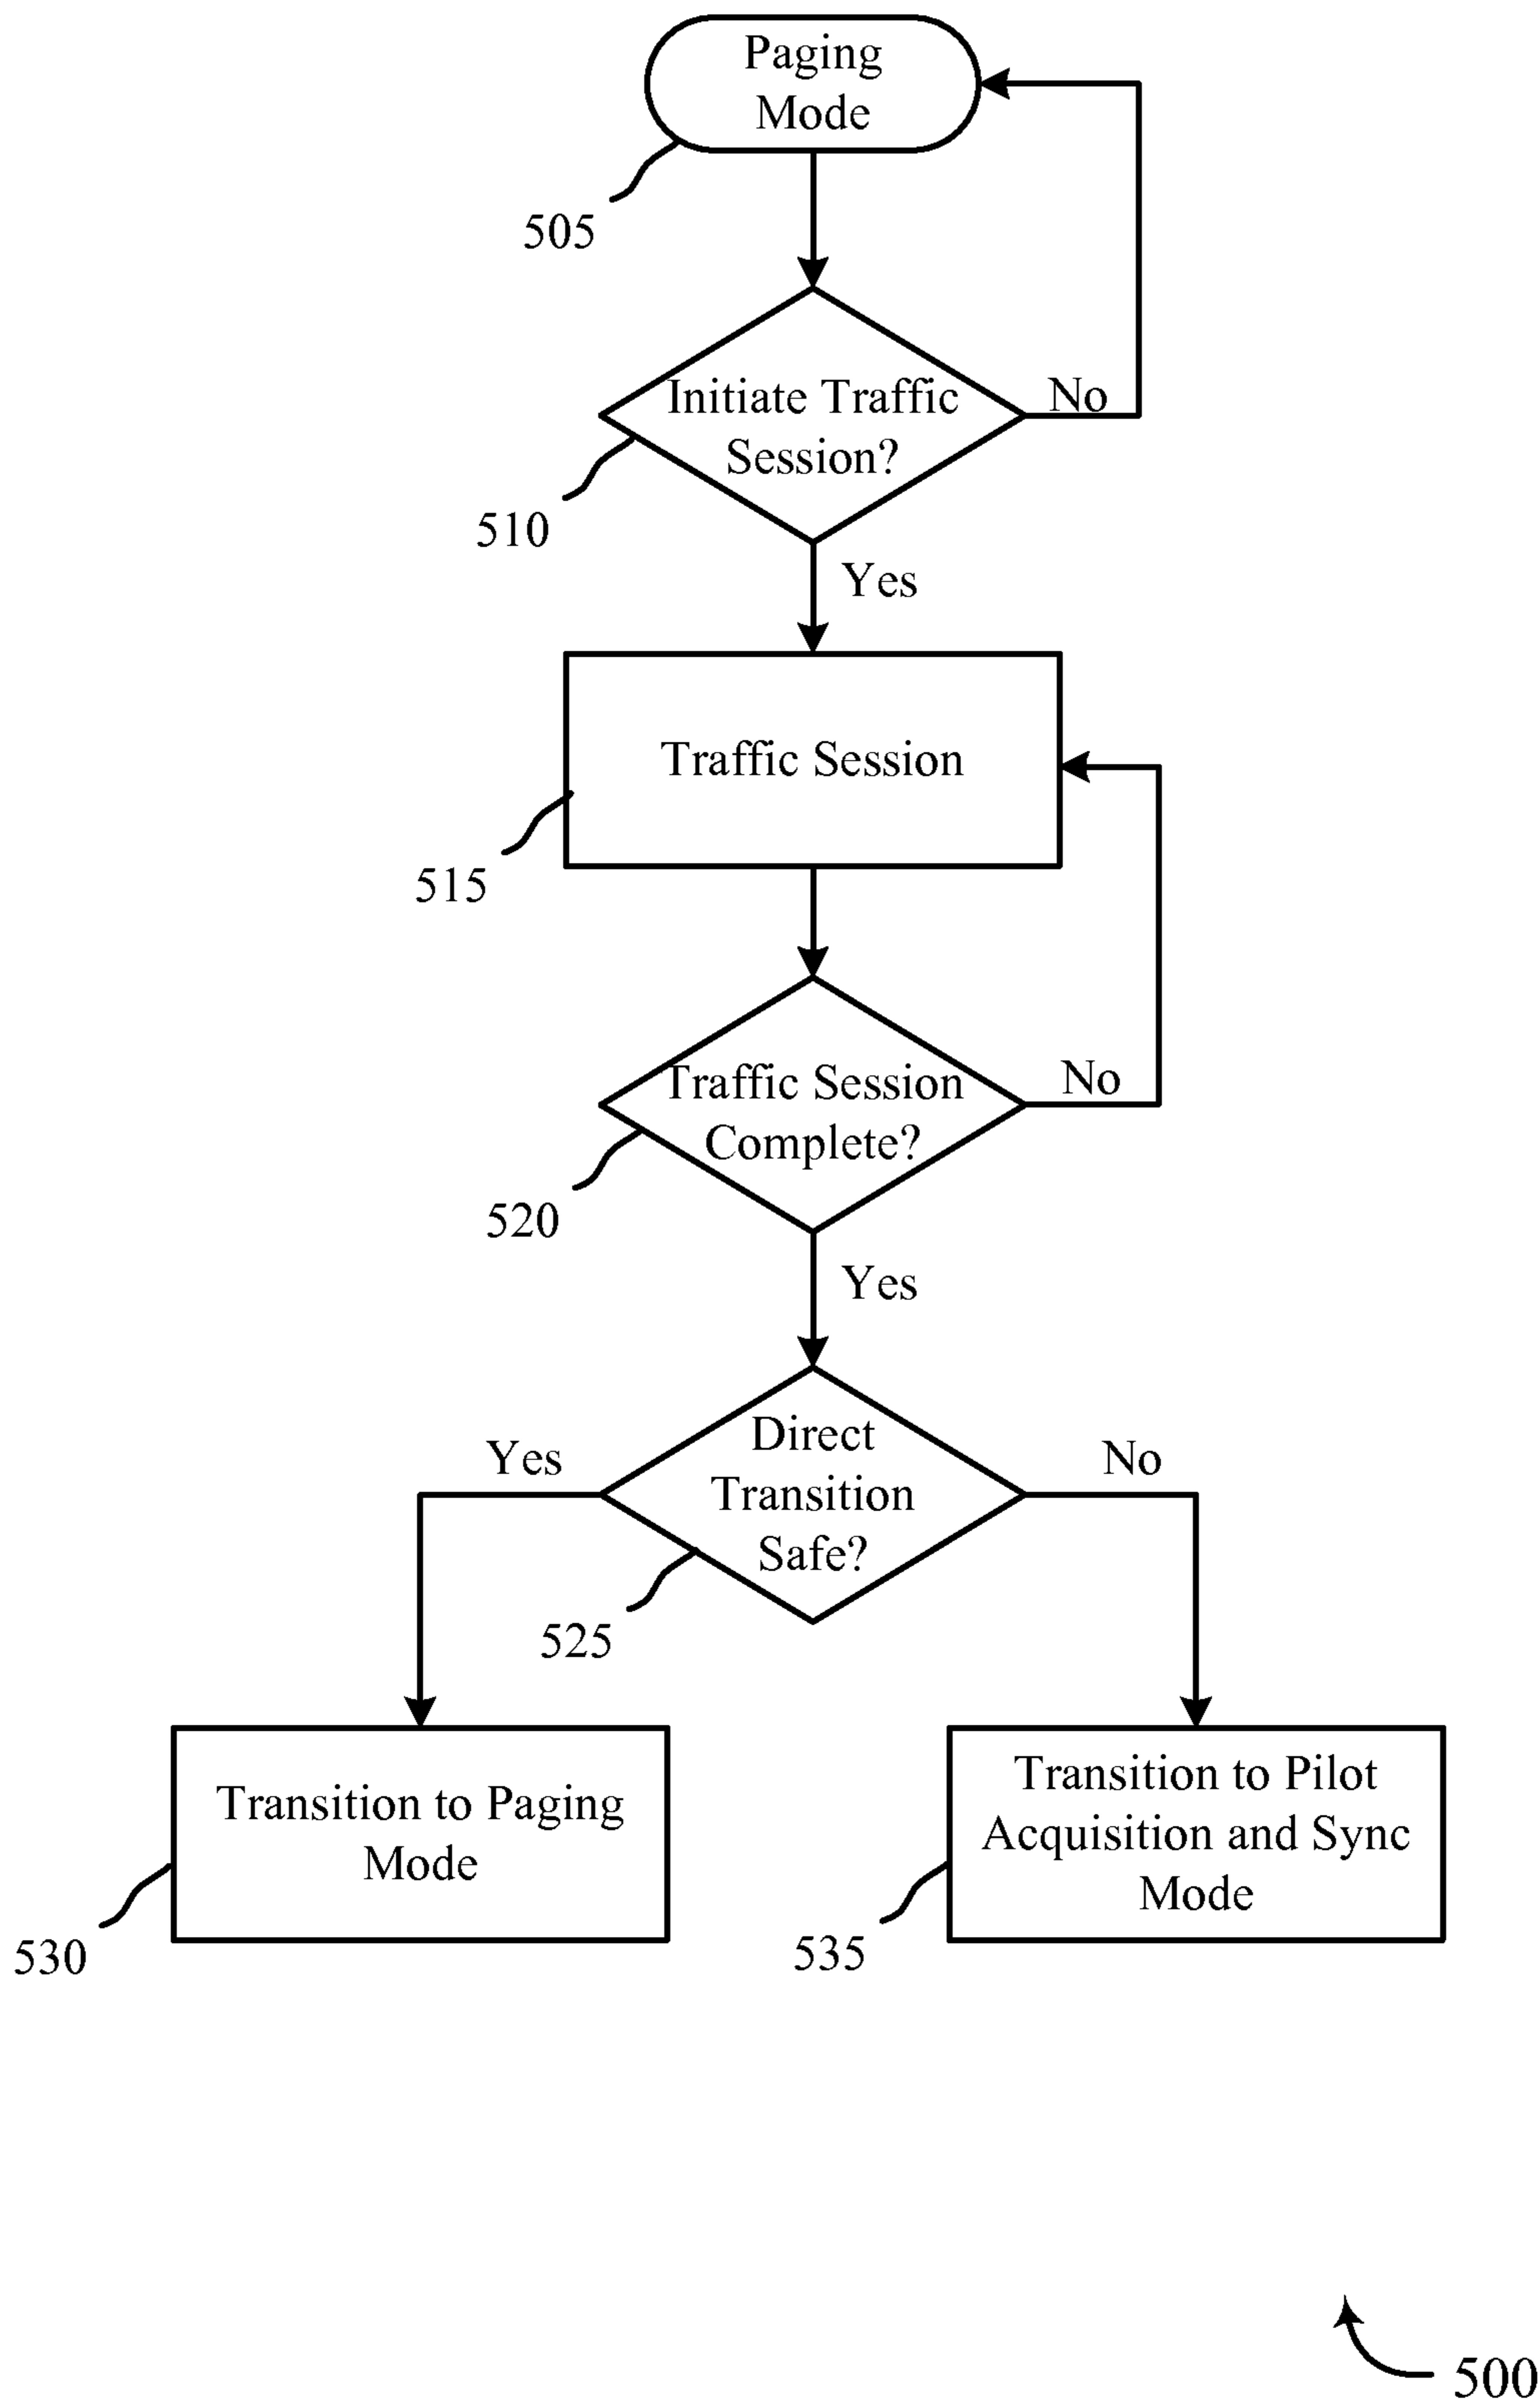 Paging
Mode
505
Initiate Traffic
Session?
No
510
Yes
Traffic Session
515
Traffic Session
Complete?
No
520
Yes
Direct
Transition
Safe?
Yes
No
525
Transition to Paging
Mode
Transition to Pilot
Acquisition and Sync
Mode
530
535
500